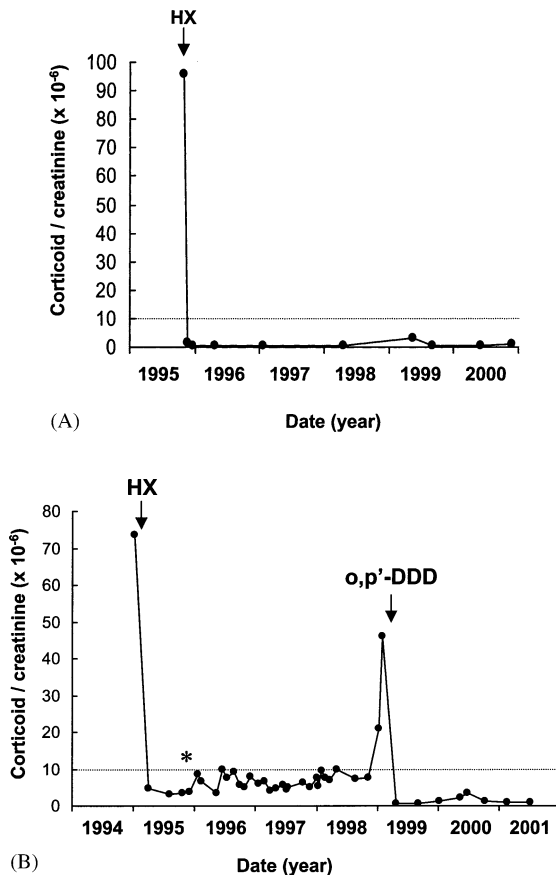 HX
Corticoid / creatinine (x 10-6)
100
90
80
70
60
50
40
30
20
10
0
1995 1996 1997 1998 1999 2000
(A)
Date (year)
HX
o,p'-DDD
Corticoid / creatinine (x 10-6)
80
70
60
50
40
30
20
10
0
*
1994 1995 1996 1997 1998 1999 2000 2001
(B)
Date (year)